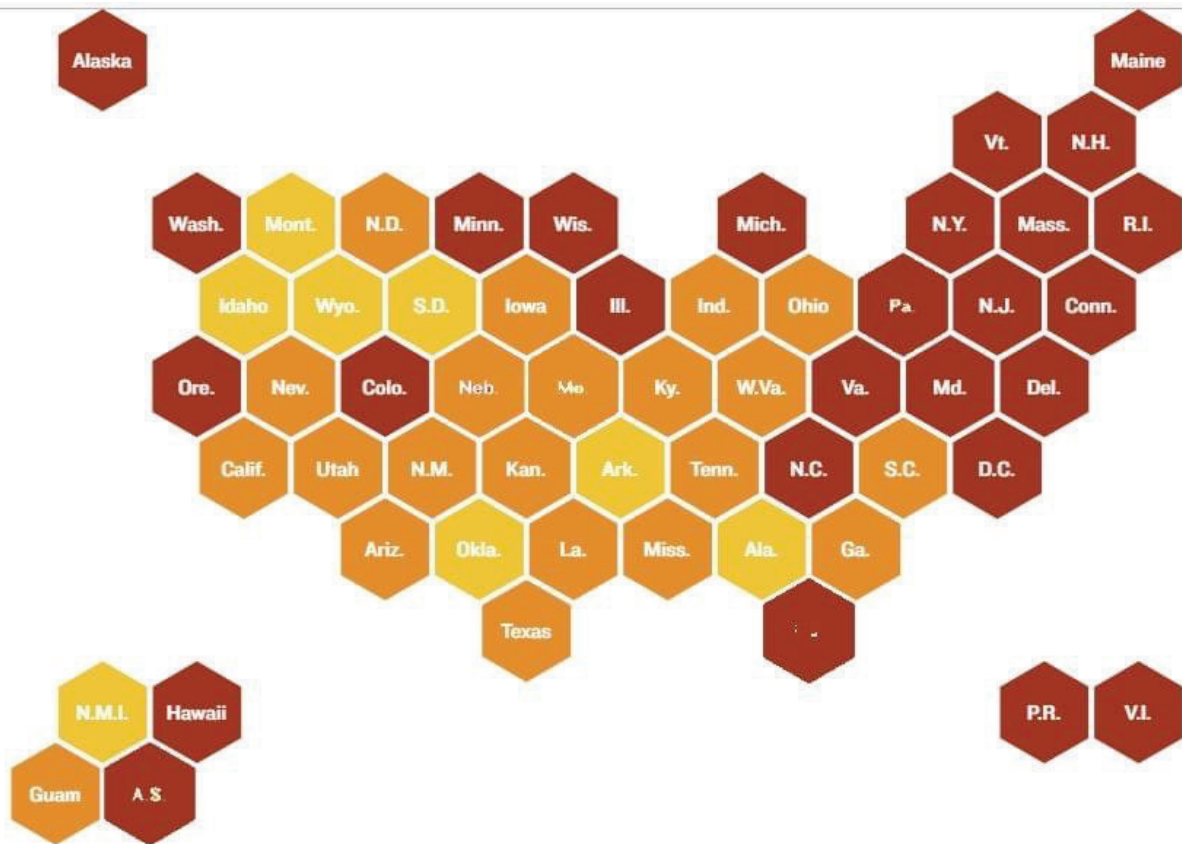 Alaska Maine
Vt. N.H.
Wash. Mont. N.D. Minn. Wis. Mich. N.Y. Mass. R.I.
Idaho Wyo. S.D. Iowa Ill. Ind. Ohio Pa. N.J. Conn.
Ore. Nev. Colo. Neb. Mo. Ky. W.Va. Va. Md. Del.
Calif. Utah N.M. Kan. Ark. Tenn. N.C. S.C. D.C.
Ariz. Okla. La. Miss. Ala. Ga.
Texas
N.M.I. Hawaii P.R. V.I.
Guam A.S.